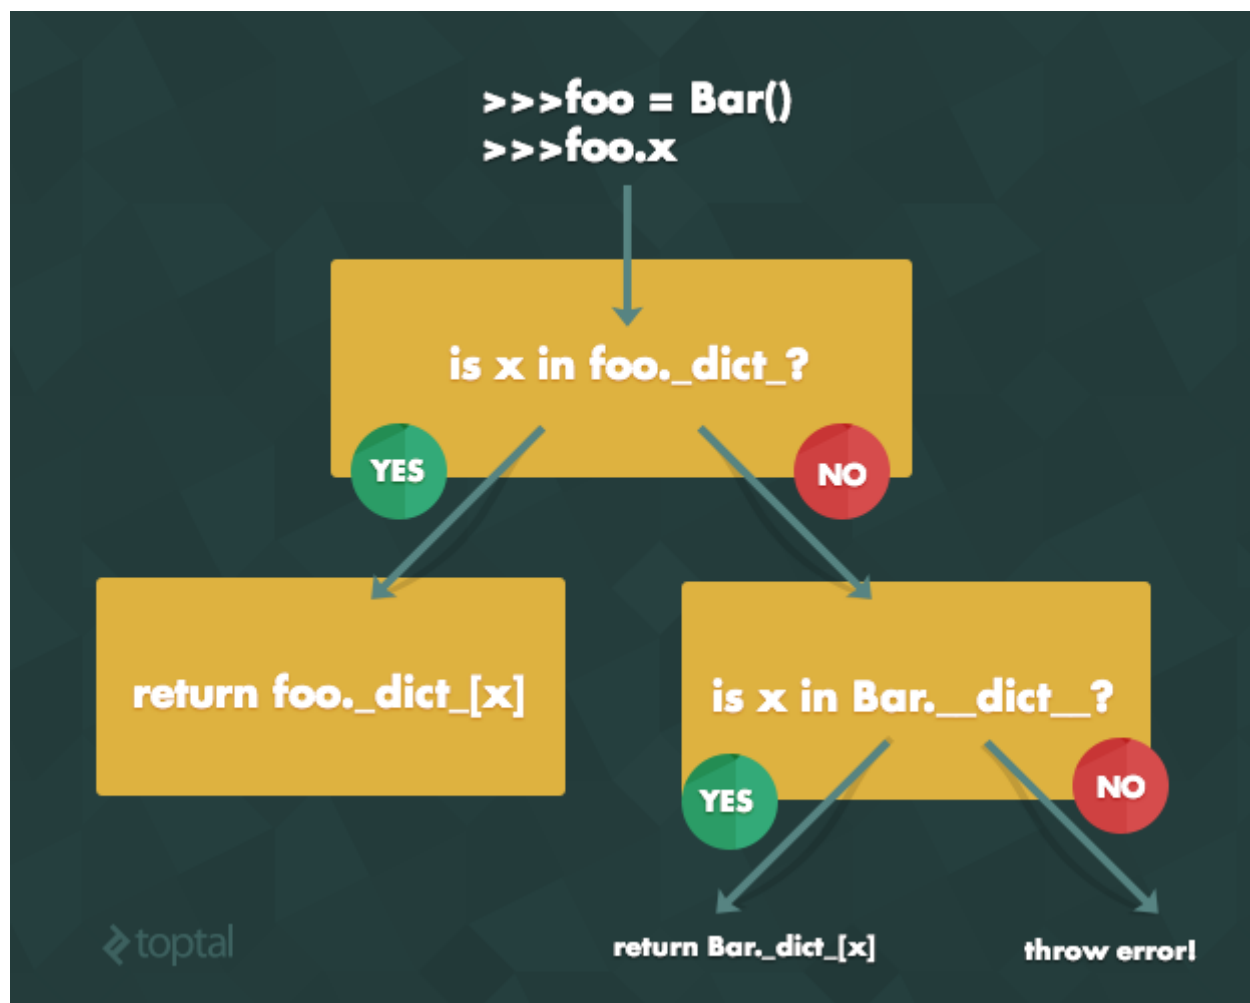 >>>foo = Bar()
>>>foo.x
is x in foo._dict_?
YES
NO
return foo._dict_[x]
is x in Bar.__dict__?
YES
NO
return Bar._dict_[x]
throw error!
toptal